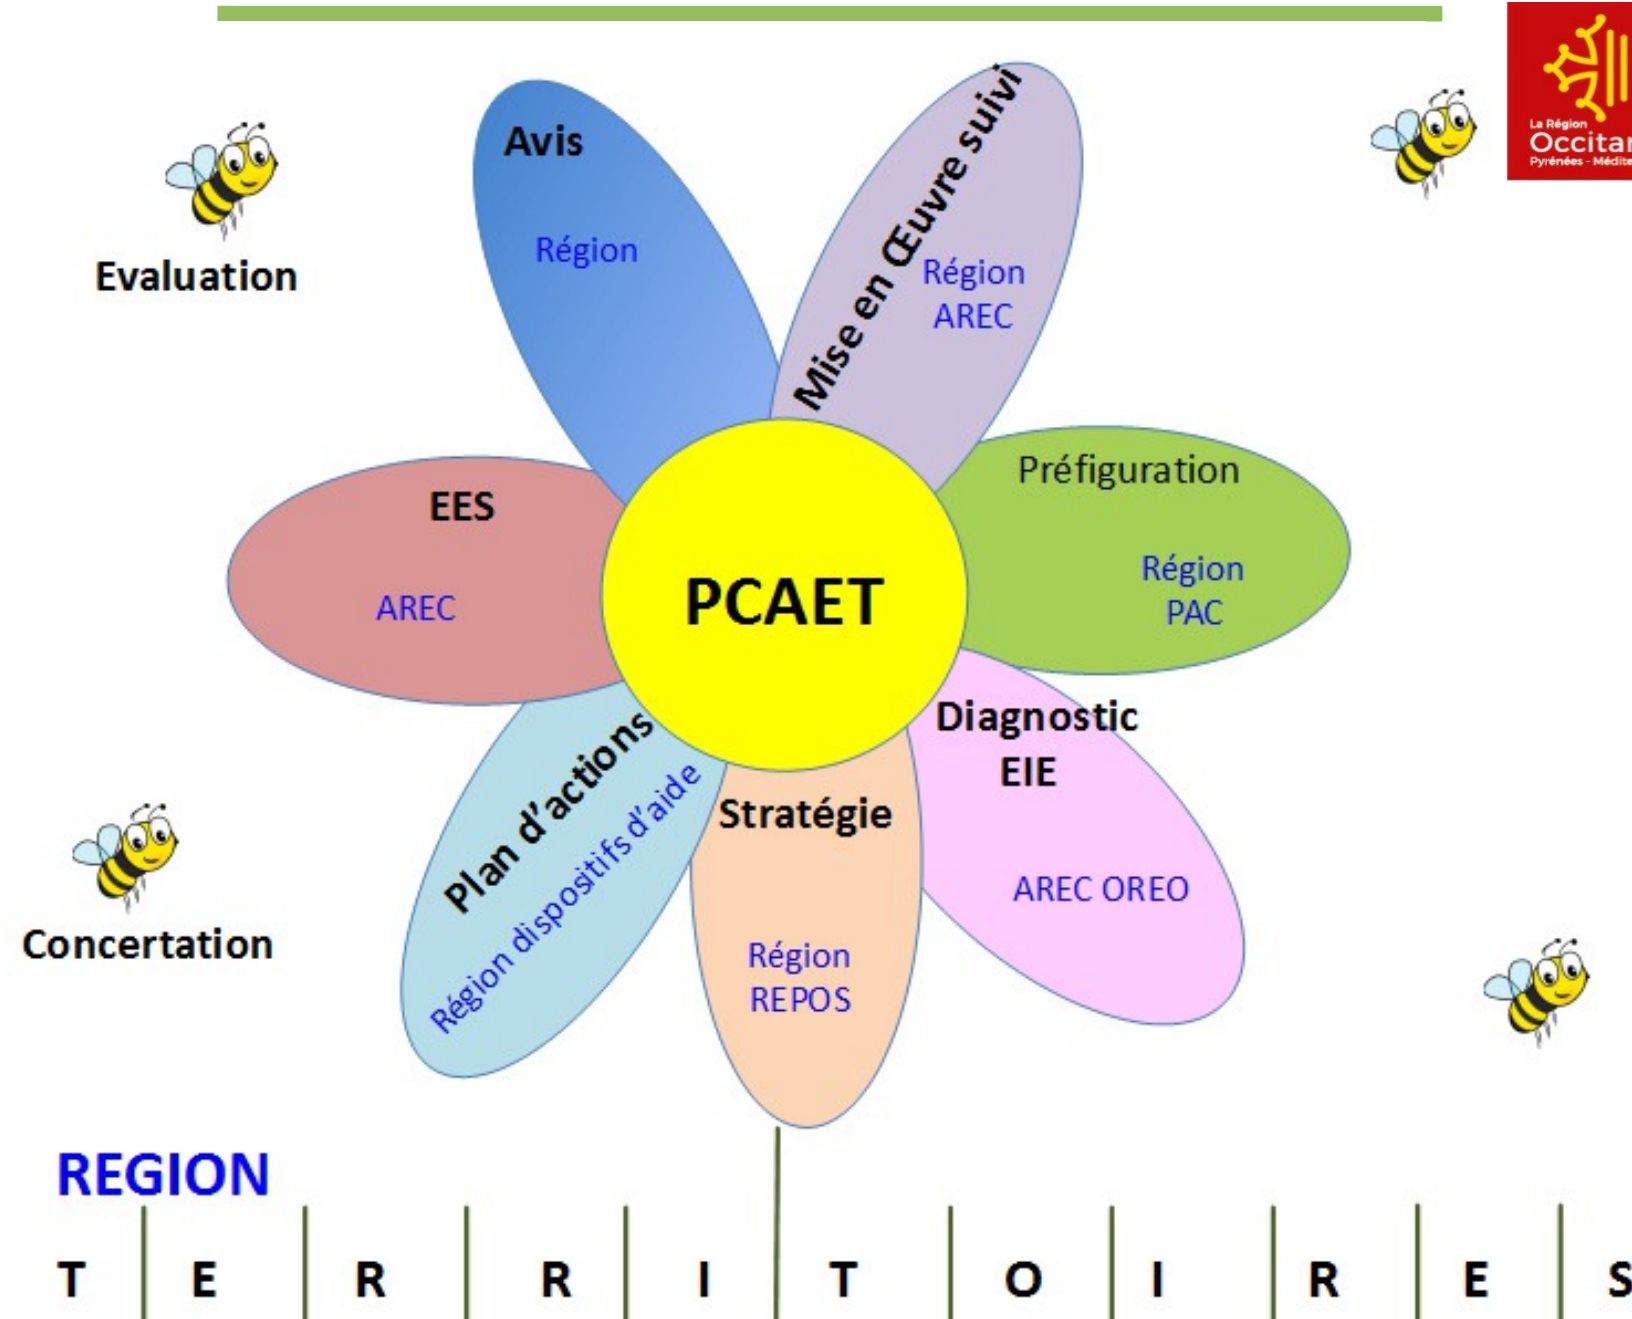 La Région
Pyrénées -
Avis
Région
Mise en Œuvre suivi
Région
AREC
Evaluation
Préfiguration
Région
PAC
EES
AREC
PCAET
Diagnostic
EIE
AREC OREO
Stratégie
Région
REPOS
Plan d'actions
Région dispositifs d'aide
Concertation
REGION
T E R R I T O I R E S